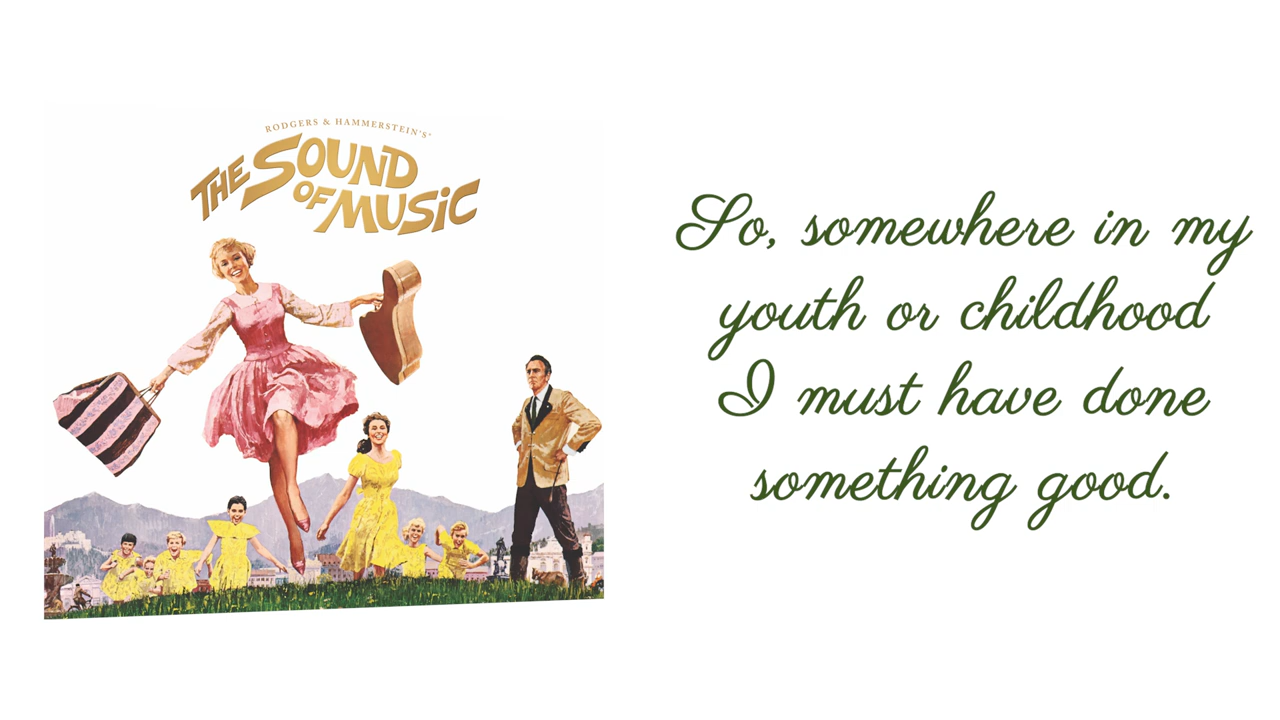 RODGERS & HAMMERSTEIN'S
THE SOUND
OF MUSIC
So, somewhere in my
youth or childhood
I must have done
something good.